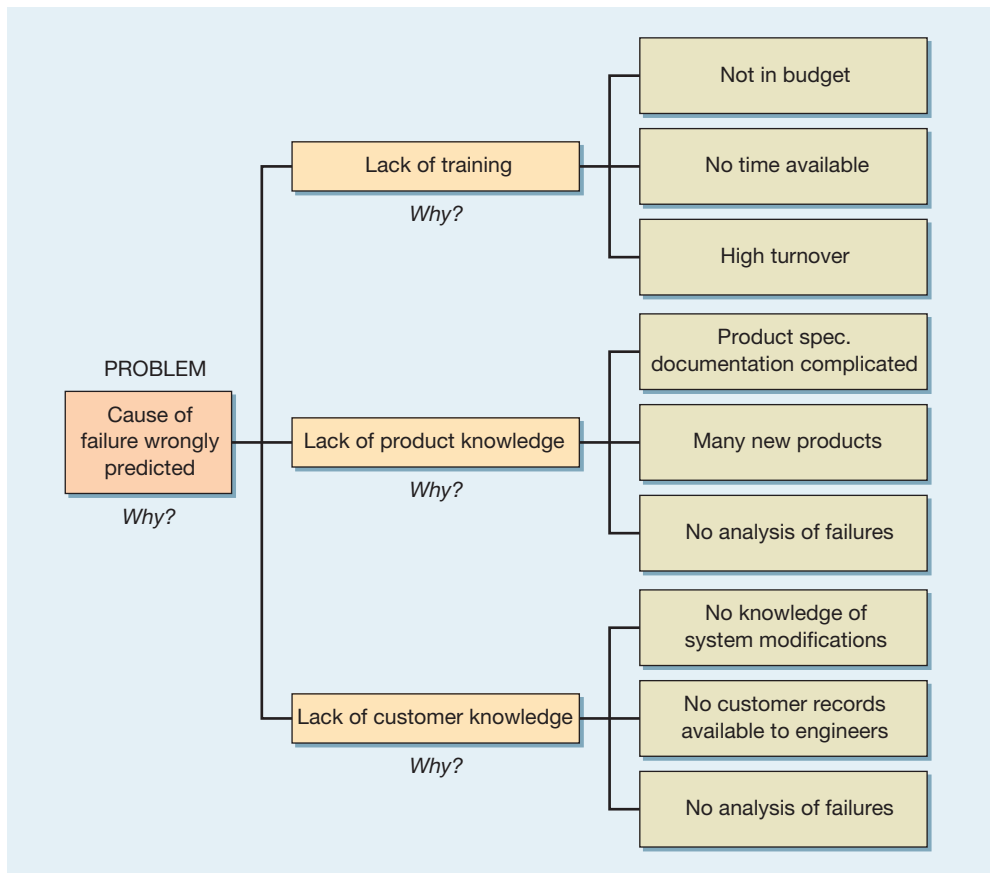 PROBLEM
Cause of
failure wrongly
predicted
Why?
Lack of training
Why?
Not in budget
No time available
High turnover
Lack of product knowledge
Why?
Product spec.
documentation complicated
Many new products
No analysis of failures
Lack of customer knowledge
Why?
No knowledge of
system modifications
No customer records
available to engineers
No analysis of failures